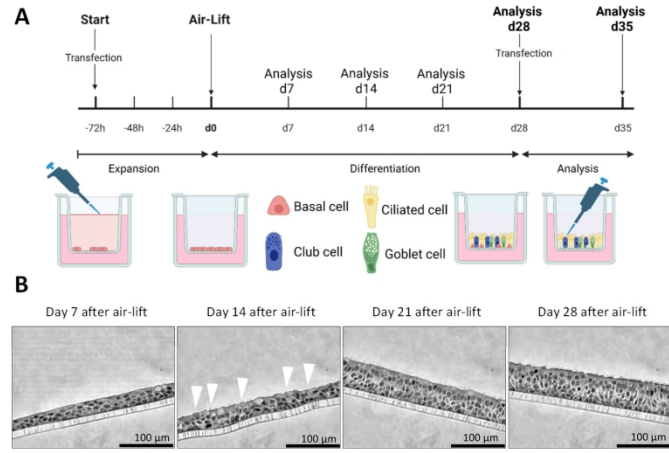 A
Start
Air-Lift
Analysis
d28
Analysis
d35
Transfection
Transfection
Analysis
d7
Analysis
d14
Analysis
d21
-72h
-48h
-24h
d0
d7
d14
d21
d28
d35
Expansion
Differentiation
Analysis
Basal cell
Ciliated cell
Club cell
Goblet cell
B
Day 7 after air-lift
Day 14 after air-lift
Day 21 after air-lift
Day 28 after air-lift
100 µm
100 µm
100 µm
100 µm